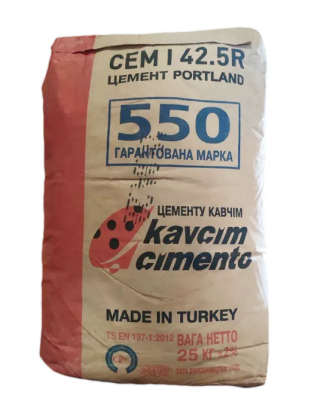 CEM I 42.5R
ЦЕМЕНТ PORTLAND
550
ГАРАНТОВАНА МАРКА
ЦЕМЕНТУ КАВЧІМ
kavcim
cimento
MADE IN TURKEY
TS EN 197-1:2012
ВАГА НЕТТО
25 КГ ±2%